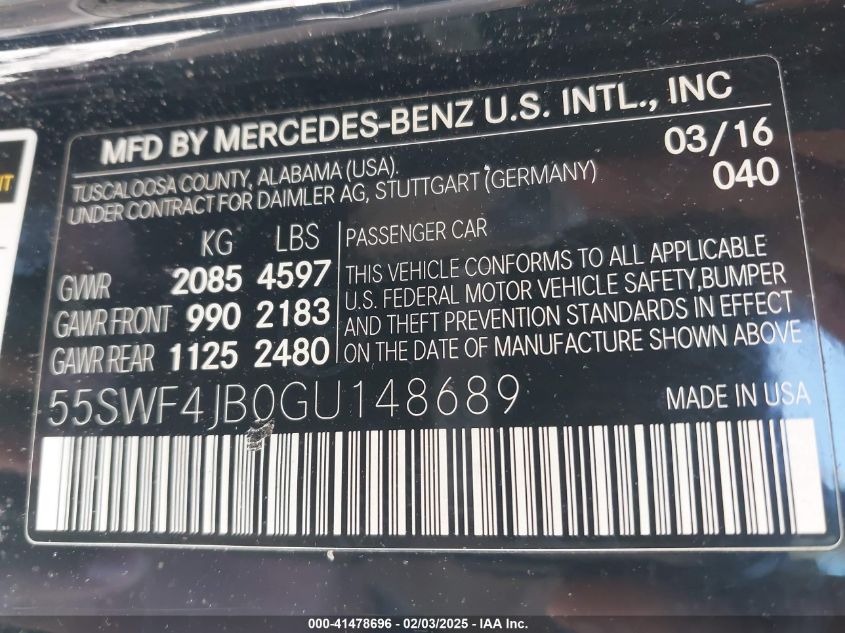 MFD BY MERCEDES-BENZ U.S. INTL., INC
TUSCALOOSA COUNTY, ALABAMA (USA).
UNDER CONTRACT FOR DAIMLER AG, STUTTGART (GERMANY)
03/16
040
KG LBS
GVWR 2085 4597
GAWR FRONT 990 2183
GAWR REAR 1125 2480
PASSENGER CAR
THIS VEHICLE CONFORMS TO ALL APPLICABLE
U.S. FEDERAL MOTOR VEHICLE SAFETY, BUMPER
AND THEFT PREVENTION STANDARDS IN EFFECT
ON THE DATE OF MANUFACTURE SHOWN ABOVE
55SWF4JB0GU148689
MADE IN USA
000-41478696 - 02/03/2025 - IAA Inc.